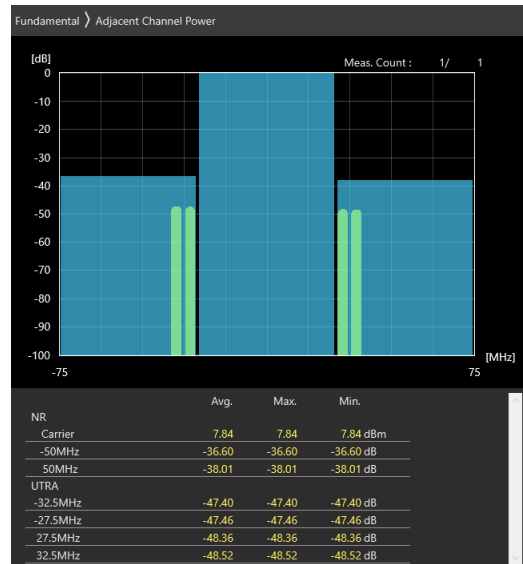 Fundamental 〉 Adjacent Channel Power
[dB]
Meas. Count : 1/ 1
0
-10
-20
-30
-40
-50
-60
-70
-80
-90
-100
[MHz]
-75 75
Avg. Max. Min.
NR
Carrier 7.84 7.84 7.84 dBm
-50MHz -36.60 -36.60 -36.60 dB
50MHz -38.01 -38.01 -38.01 dB
UTRA
-32.5MHz -47.40 -47.40 -47.40 dB
-27.5MHz -47.46 -47.46 -47.46 dB
27.5MHz -48.36 -48.36 -48.36 dB
32.5MHz -48.52 -48.52 -48.52 dB